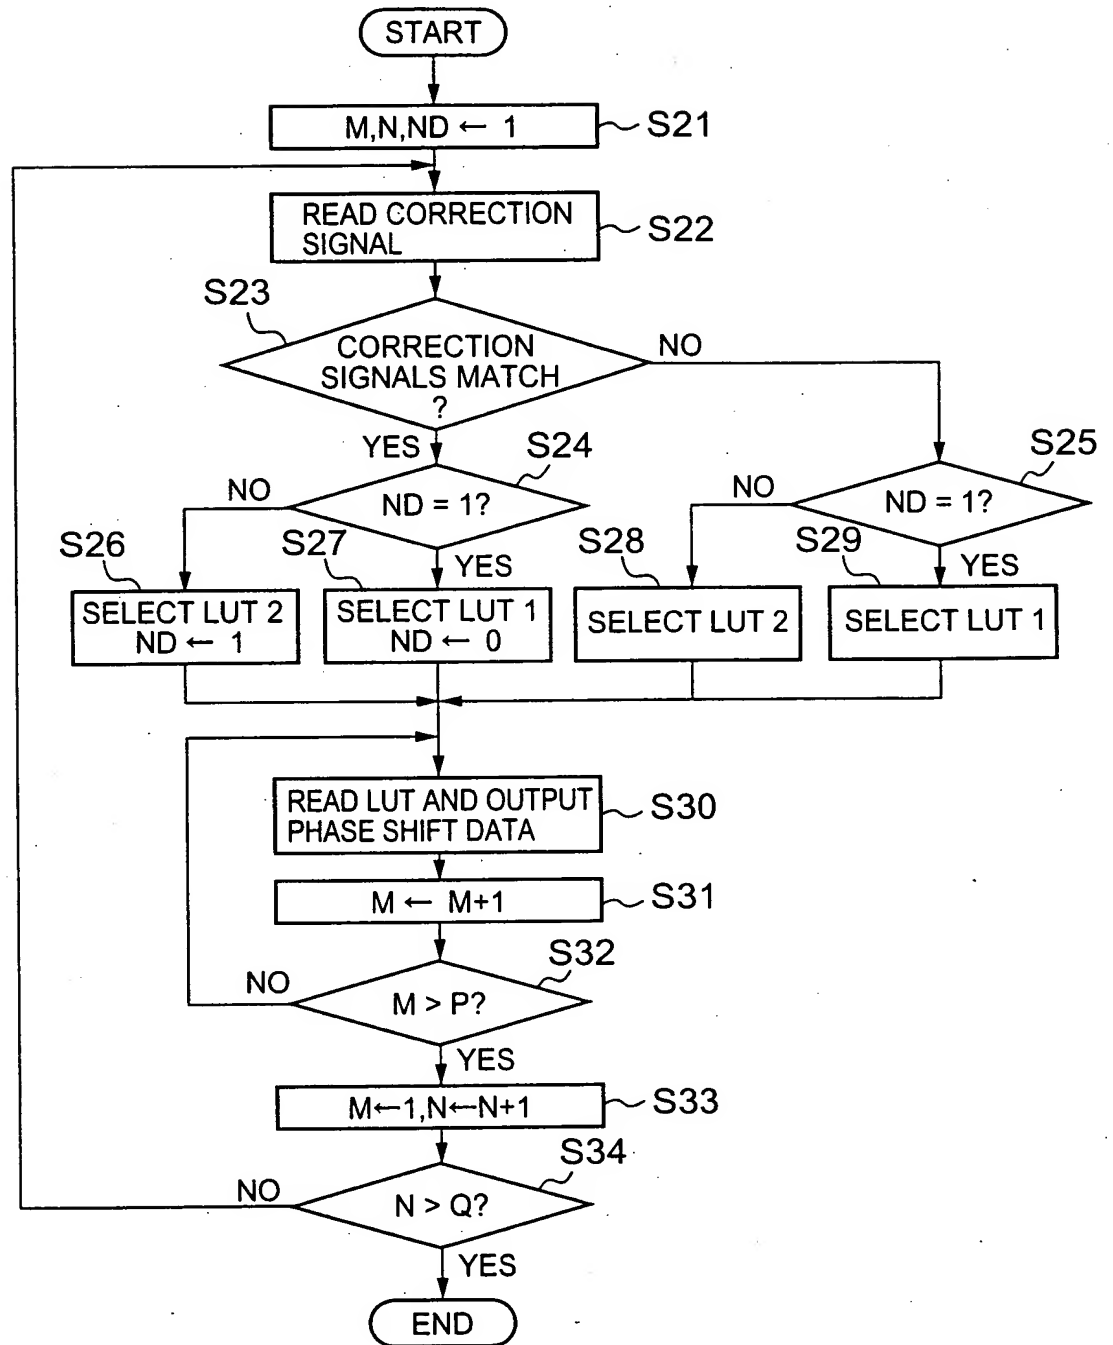 START
M,N,ND ← 1
S21
READ CORRECTION
SIGNAL
S22
S23
CORRECTION
SIGNALS MATCH
?
NO
YES
S24
S25
NO
ND = 1?
NO
ND = 1?
S26
S27
YES
S28
S29
YES
SELECT LUT 2
ND ← 1
SELECT LUT 1
ND ← 0
SELECT LUT 2
SELECT LUT 1
READ LUT AND OUTPUT
PHASE SHIFT DATA
S30
M ← M+1
S31
S32
NO
M > P?
YES
M←1,N←N+1
S33
S34
NO
N > Q?
YES
END